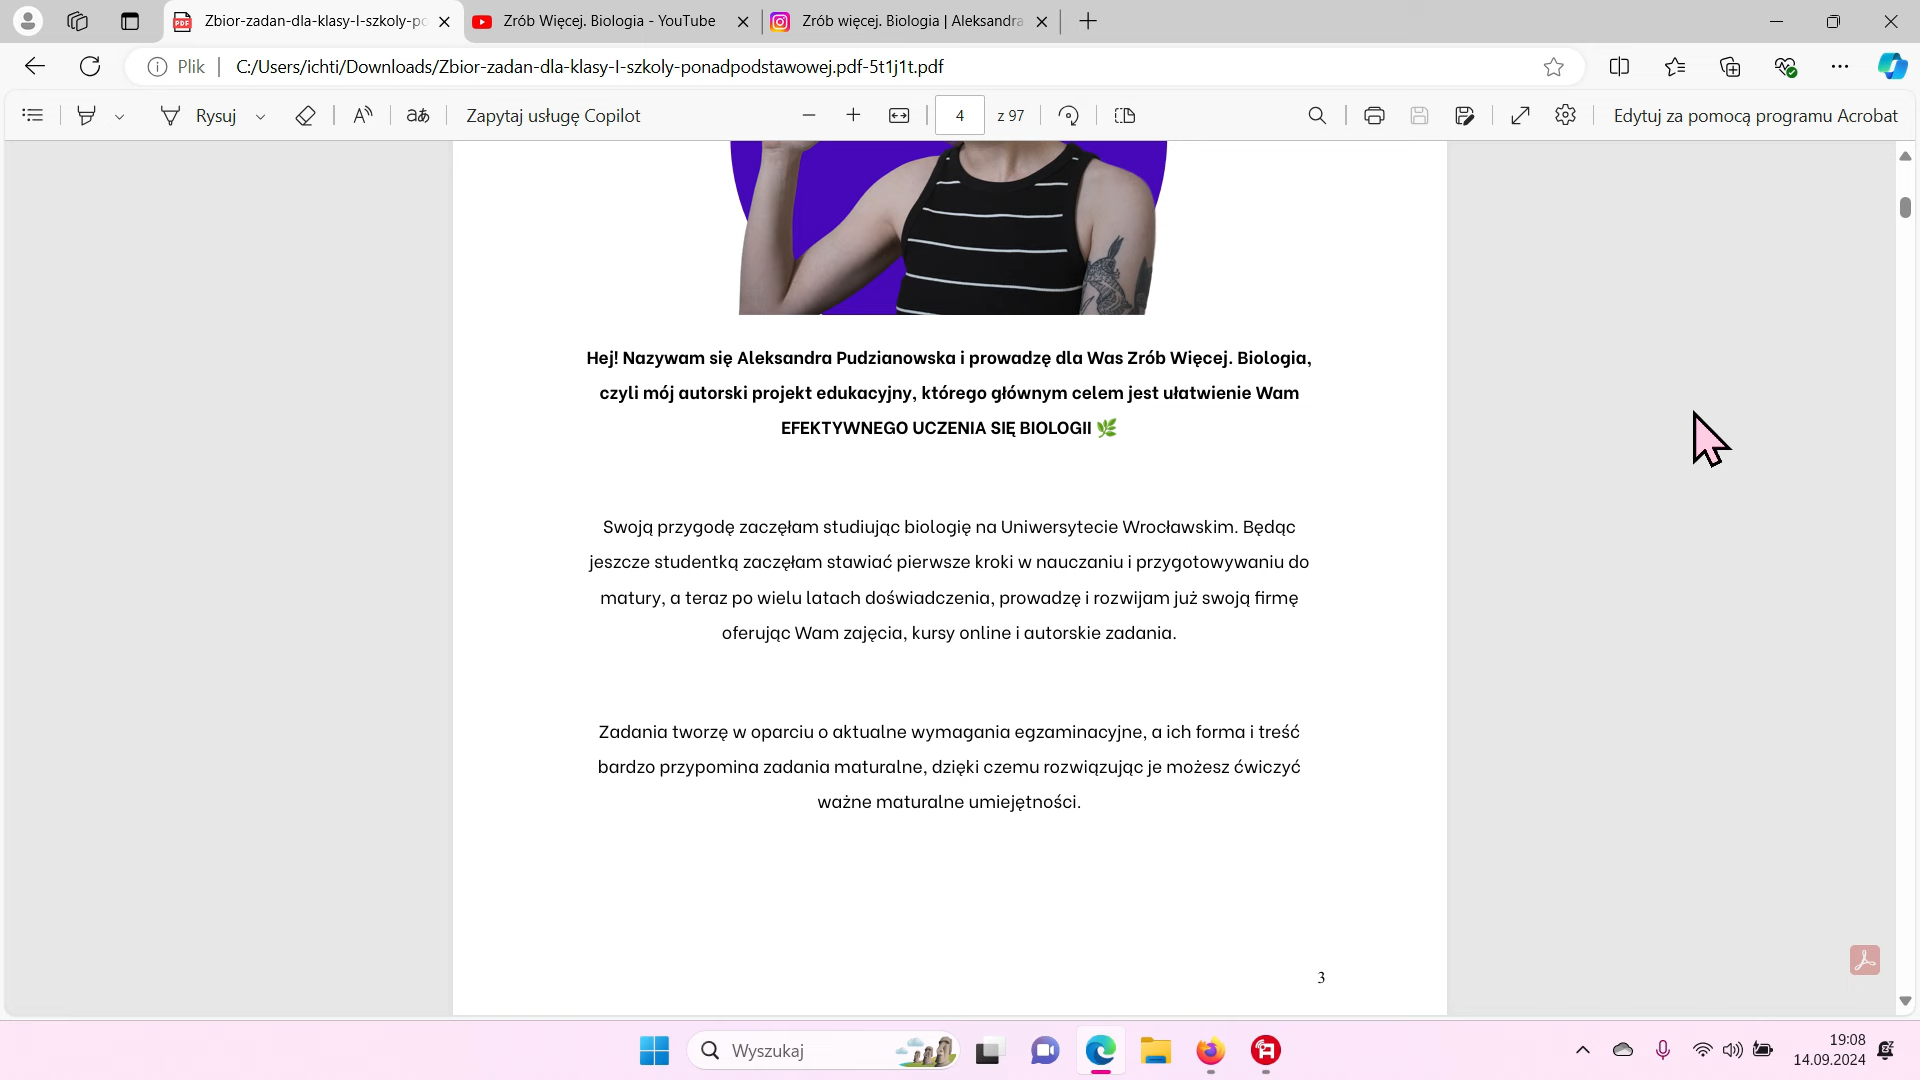 Zbior-zadan-dla-klasy-I-szkoly-po
Zrób Więcej. Biologia - YouTube
Zrób więcej. Biologia | Aleksandra
Plik
C:/Users/ichti/Downloads/Zbior-zadan-dla-klasy-I-szkoly-ponadpodstawowej.pdf-5t1j1t.pdf
Rysuj
aあ
Zapytaj usługę Copilot
4 z 97
Edytuj za pomocą programu Acrobat
Hej! Nazywam się Aleksandra Pudzianowska i prowadzę dla Was Zrób Więcej. Biologia,
czyli mój autorski projekt edukacyjny, którego głównym celem jest ułatwienie Wam
EFEKTYWNEGO UCZENIA SIĘ BIOLOGII 🌿
Swoją przygodę zaczęłam studiując biologię na Uniwersytecie Wrocławskim. Będąc
jeszcze studentką zaczęłam stawiać pierwsze kroki w nauczaniu i przygotowywaniu do
matury, a teraz po wielu latach doświadczenia, prowadzę i rozwijam już swoją firmę
oferując Wam zajęcia, kursy online i autorskie zadania.
Zadania tworzę w oparciu o aktualne wymagania egzaminacyjne, a ich forma i treść
bardzo przypomina zadania maturalne, dzięki czemu rozwiązując je możesz ćwiczyć
ważne maturalne umiejętności.
3
Wyszukaj
19:08
14.09.2024